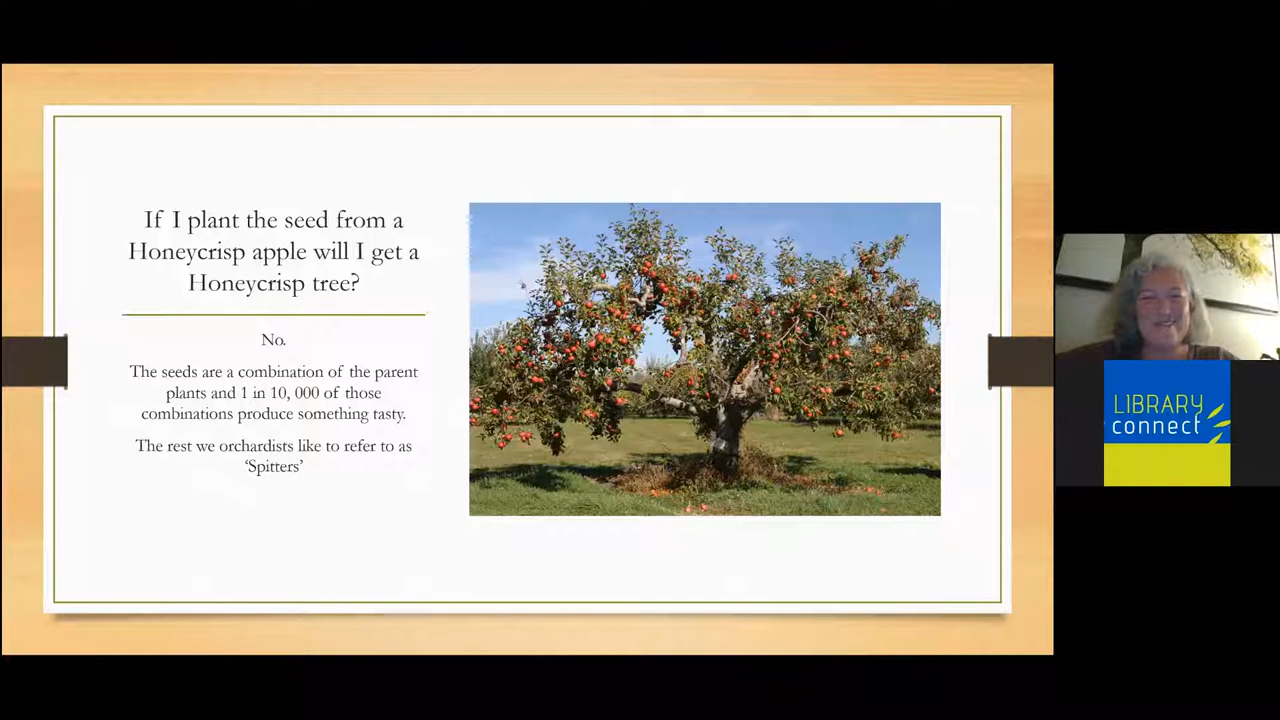 If I plant the seed from a
Honeycrisp apple will I get a
Honeycrisp tree?
No.
The seeds are a combination of the parent
plants and 1 in 10, 000 of those
combinations produce something tasty.
The rest we orchardists like to refer to as
‘Spitters’
LIBRARY
connect